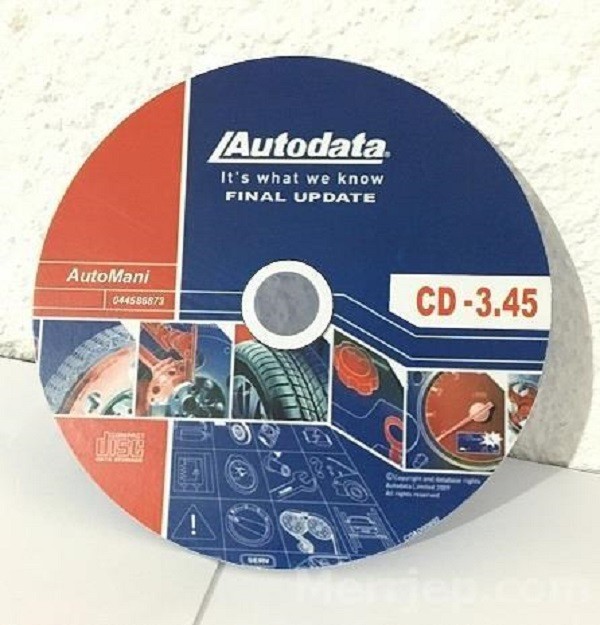 Autodata®
It's what we know
FINAL UPDATE
AutoMani
044586873
CD-3.45
COMPACT
disc
DATA STORAGE
©Copyright and database rights
Autodata Limited 2009
All rights reserved
SERV
Merrjep.com